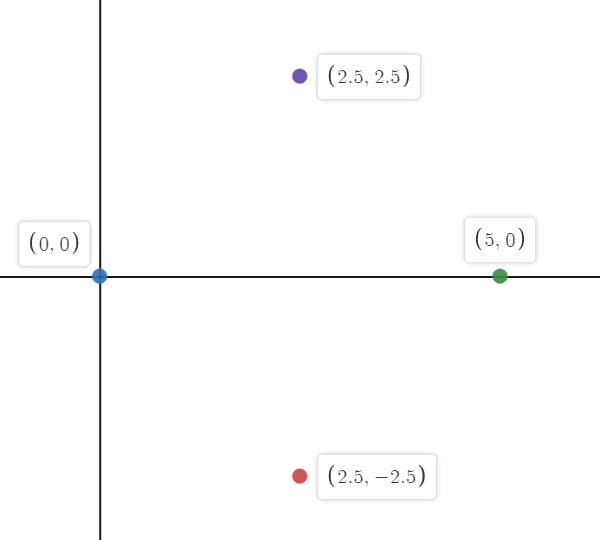 (2.5, 2.5)
(0, 0)
(5, 0)
(2.5, −2.5)